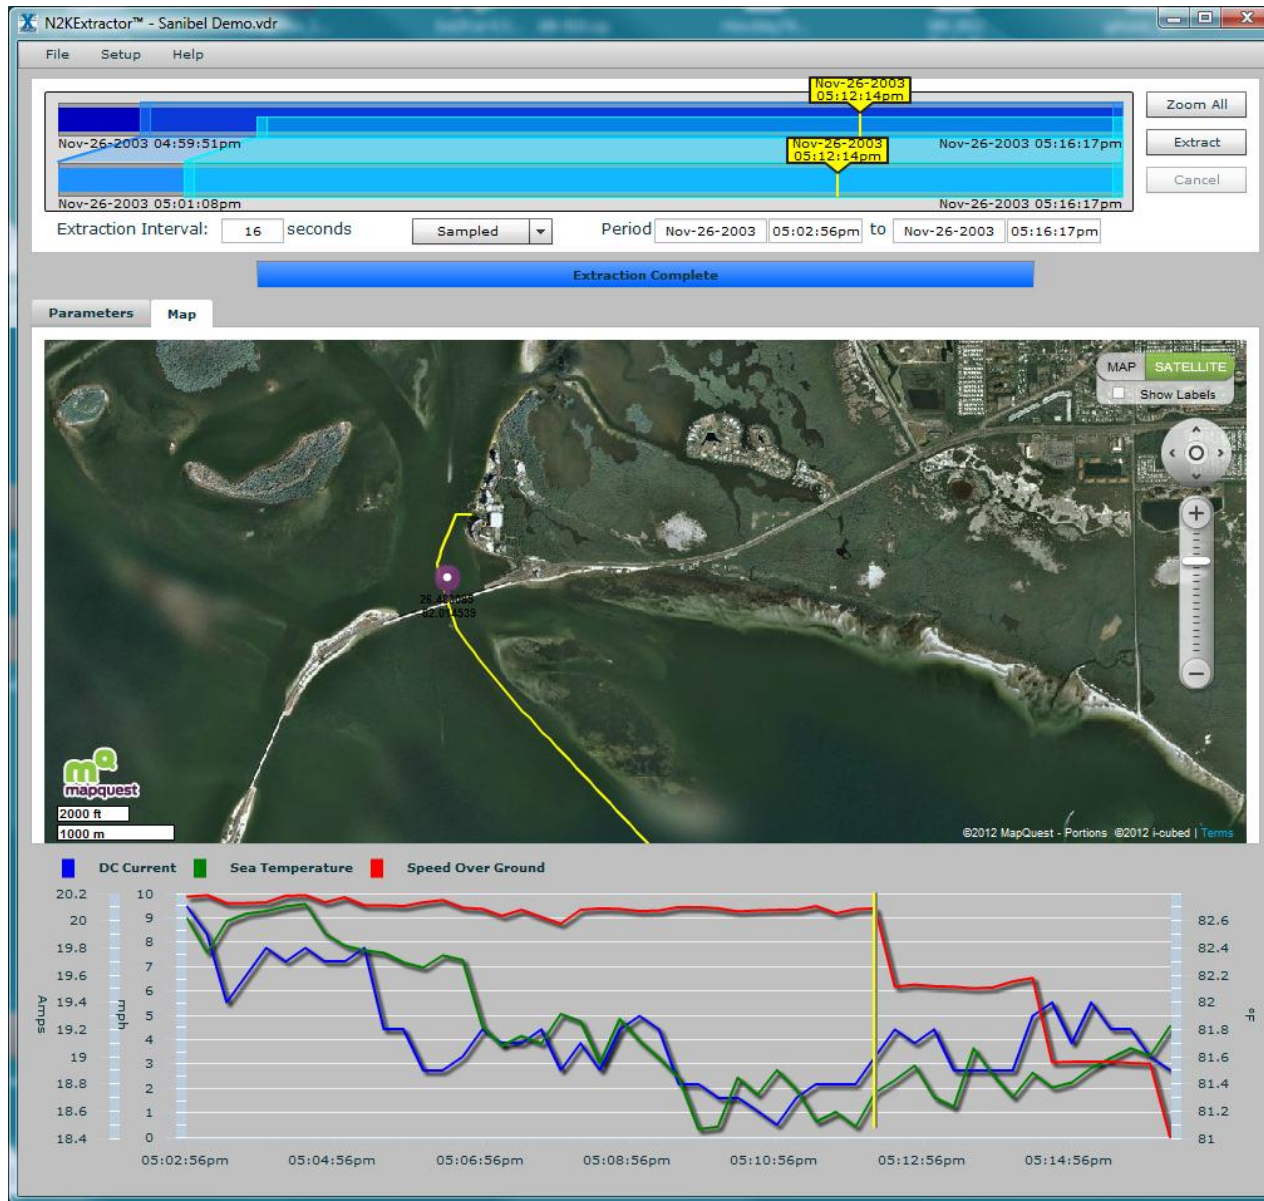 N2KExtractor™ - Sanibel Demo.vdr
File Setup Help
Nov-26-2003
05:12:14pm
Zoom All
Nov-26-2003 04:59:51pm
Nov-26-2003
05:12:14pm
Nov-26-2003 05:16:17pm
Extract
Nov-26-2003 05:01:08pm
Nov-26-2003 05:16:17pm
Cancel
Extraction Interval: 16 seconds Sampled Period Nov-26-2003 05:02:56pm to Nov-26-2003 05:16:17pm
Extraction Complete
Parameters Map
MAP SATELLITE
Show Labels
mapquest
2000 ft
1000 m
©2012 MapQuest - Portions ©2012 i-cubed | Terms
DC Current Sea Temperature Speed Over Ground
20.2 10
20 9 82.6
19.8 8 82.4
19.6 7 82.2
19.4 6 82
Amps mph °F
19.2 5 81.8
19 4 81.6
18.8 3 81.4
18.6 2 81.2
18.4 1 81
0
05:02:56pm 05:04:56pm 05:06:56pm 05:08:56pm 05:10:56pm 05:12:56pm 05:14:56pm